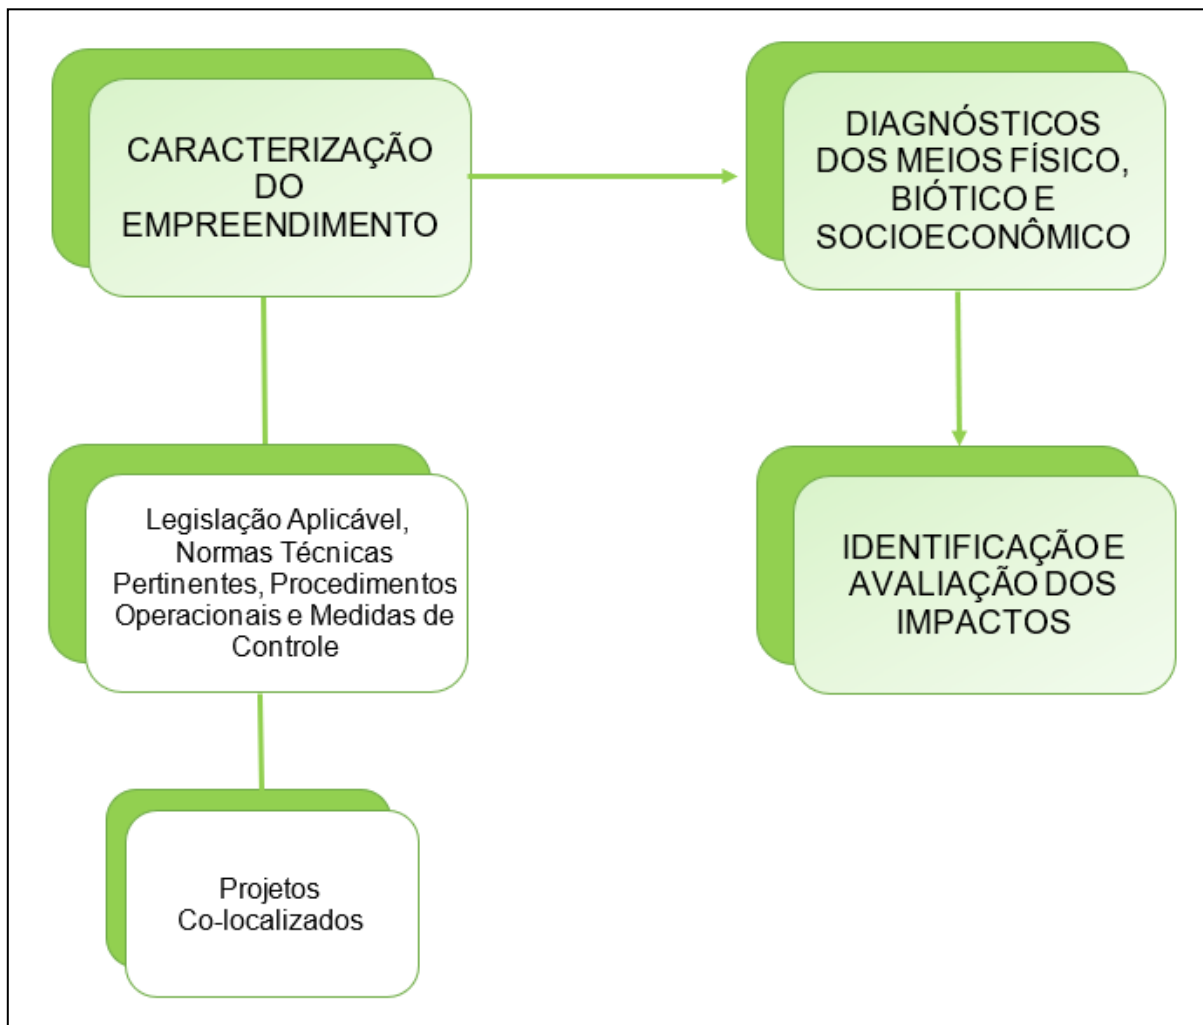 CARACTERIZAÇÃO
DO
EMPREENDIMENTO
DIAGNÓSTICOS
DOS MEIOS FÍSICO,
BIÓTICO E
SOCIOECONÔMICO
Legislação Aplicável,
Normas Técnicas
Pertinentes, Procedimentos
Operacionais e Medidas de
Controle
IDENTIFICAÇÃO E
AVALIAÇÃO DOS
IMPACTOS
Projetos
Co-localizados